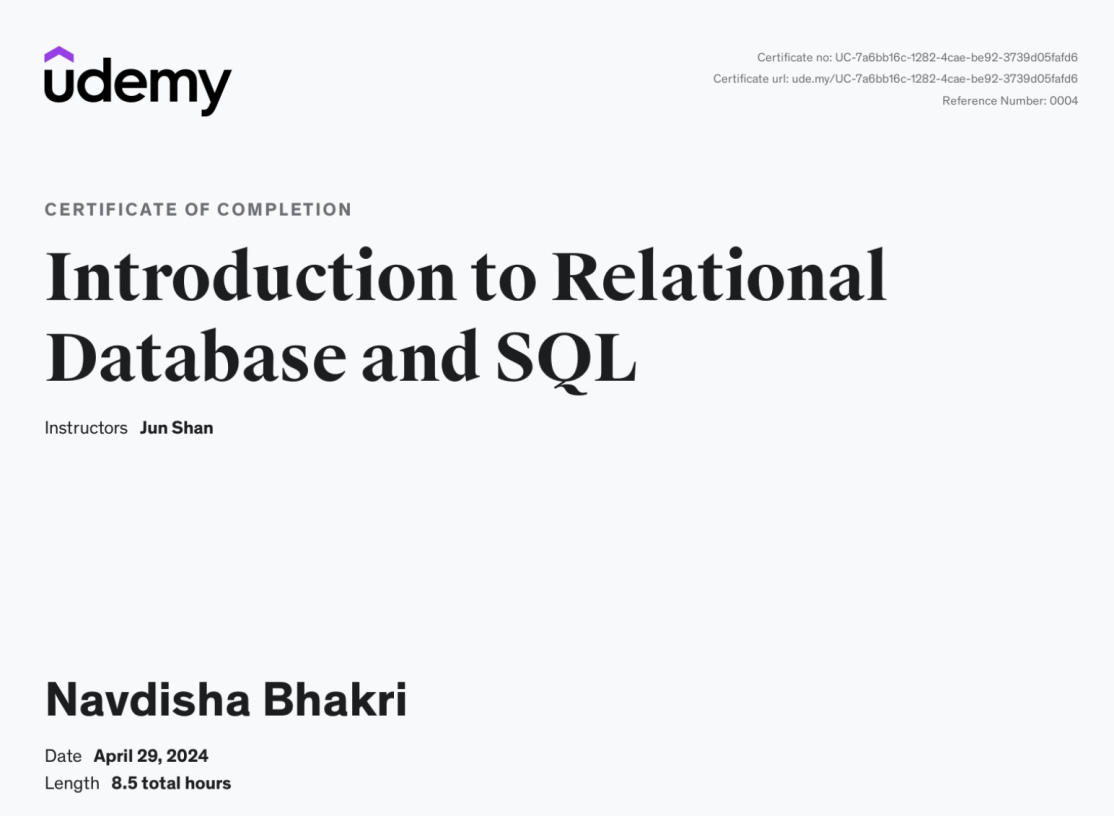 udemy
Certificate no: UC-7a6bb16c-1282-4cae-be92-3739d05fafd6
Certificate url: ude.my/UC-7a6bb16c-1282-4cae-be92-3739d05fafd6
Reference Number: 0004
CERTIFICATE OF COMPLETION
Introduction to Relational
Database and SQL
Instructors Jun Shan
Navdisha Bhakri
Date April 29, 2024
Length 8.5 total hours